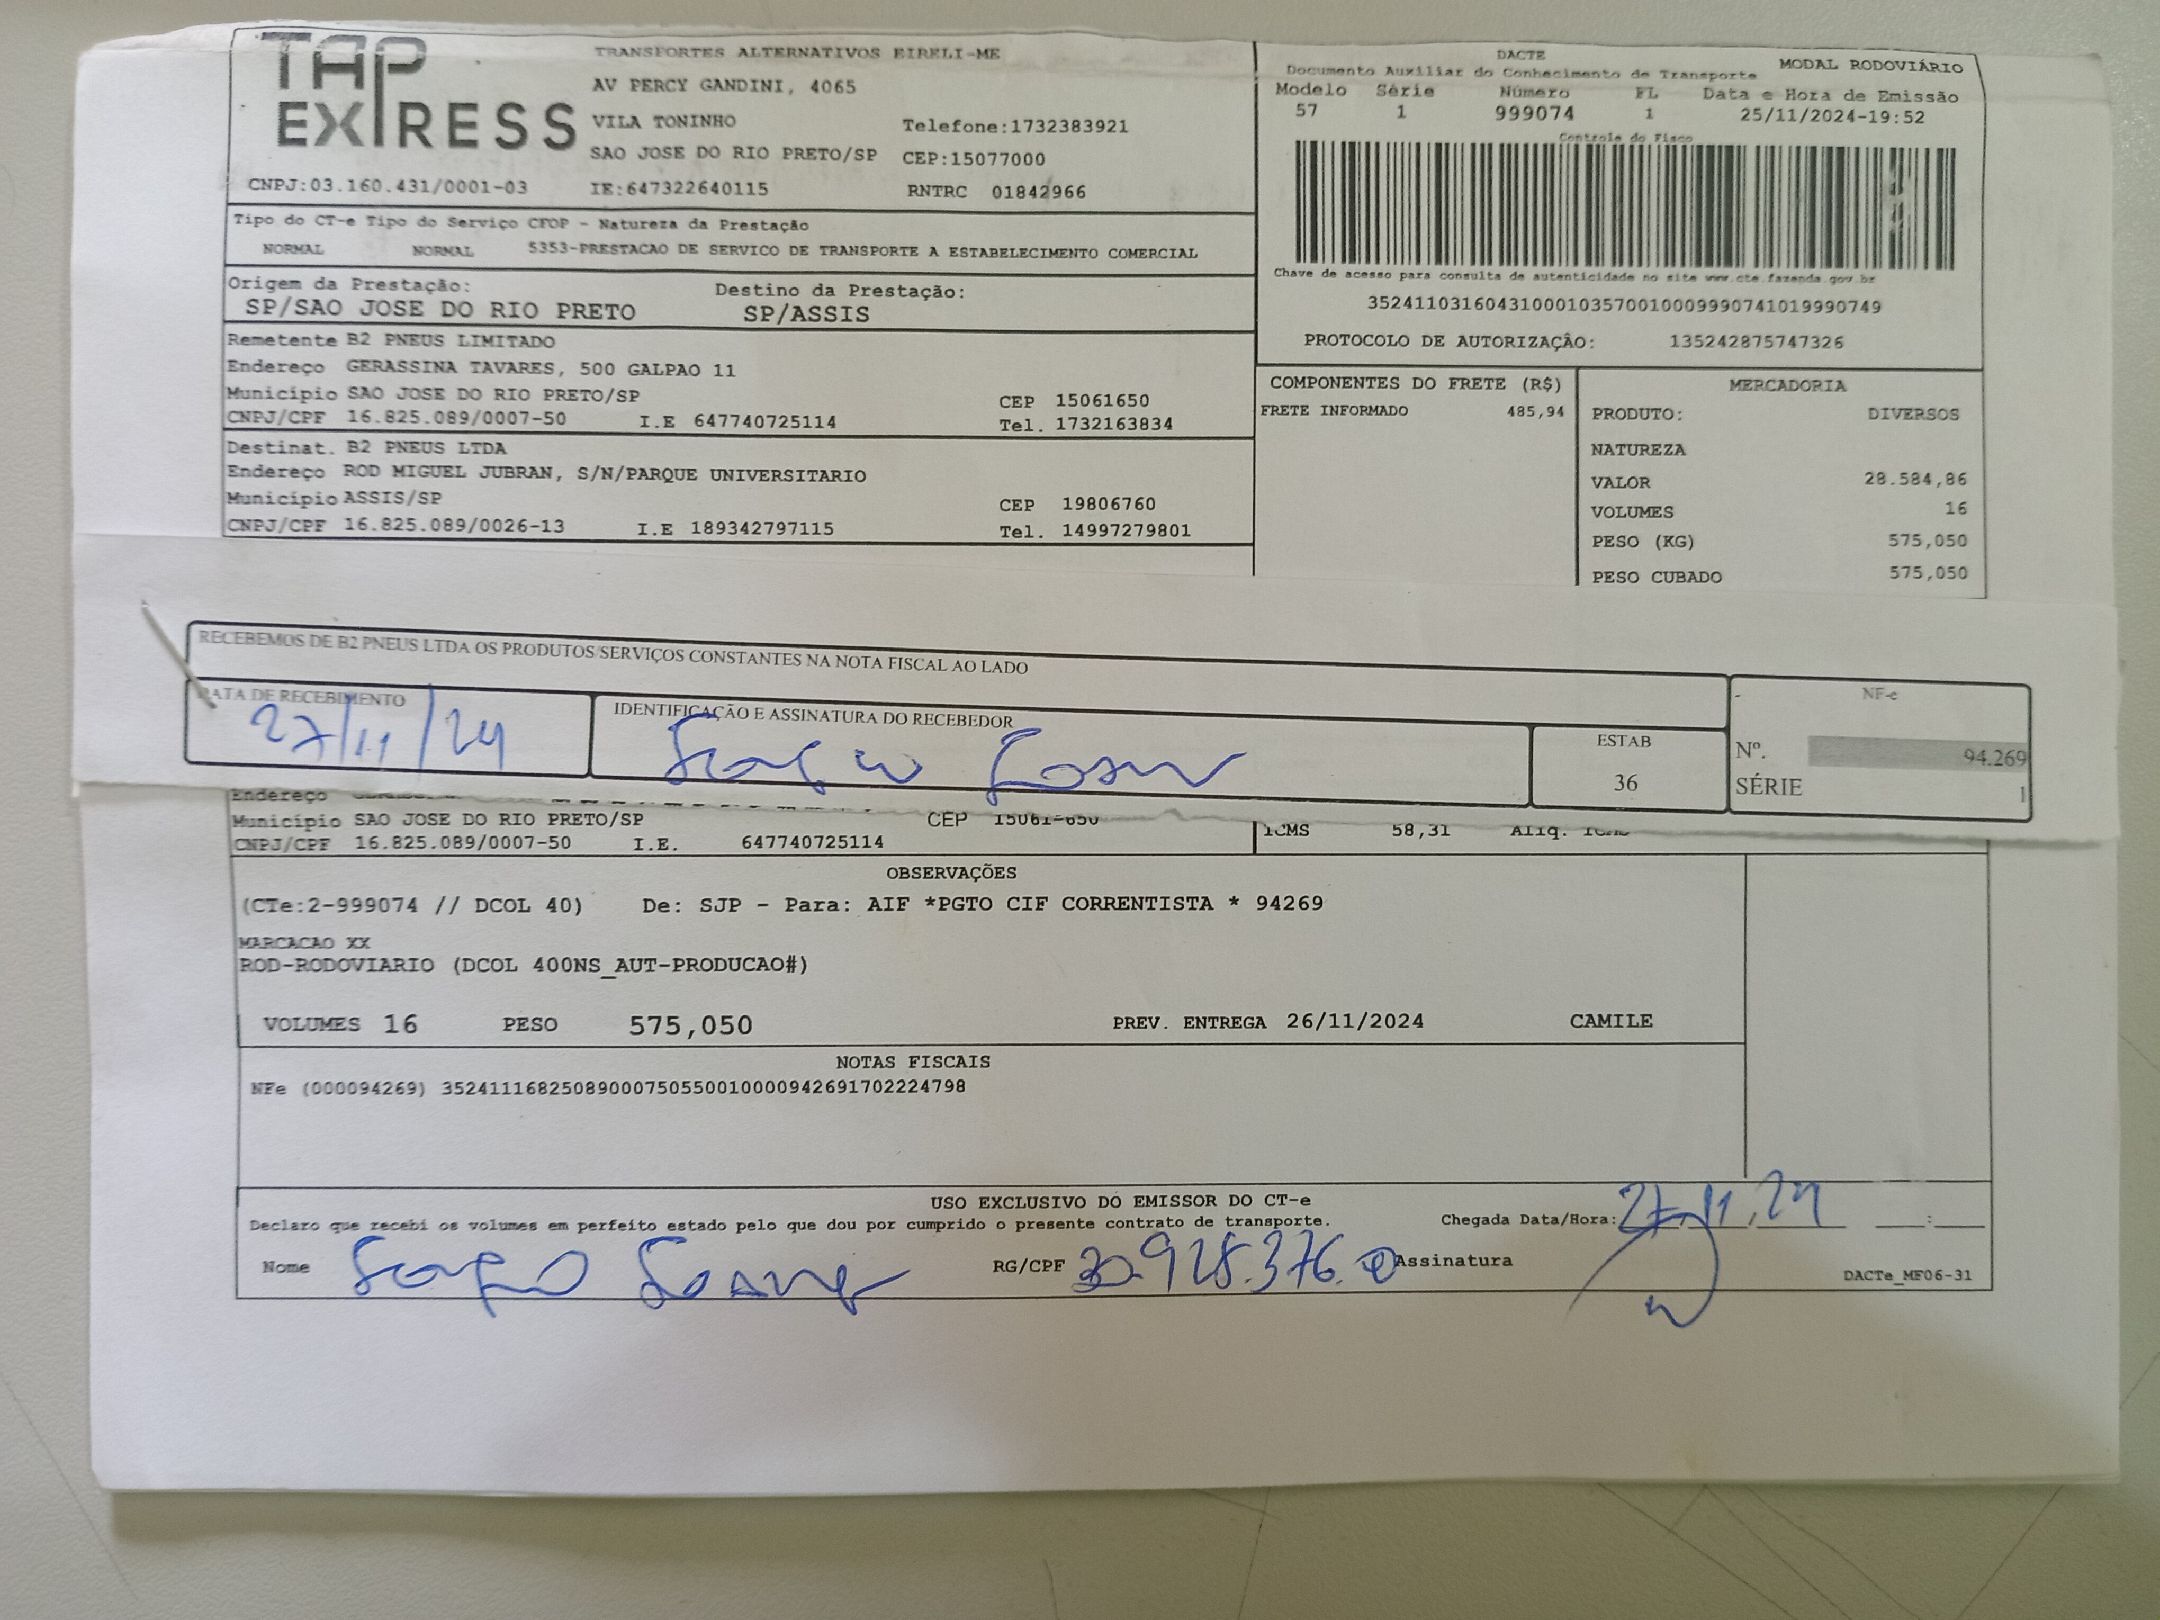 TAP EXPRESS
TRANSPORTES ALTERNATIVOS EIRELI-ME
AV PERCY GANDINI, 4065
VILA TONINHO Telefone:1732383921
SAO JOSE DO RIO PRETO/SP CEP:15077000
CNPJ:03.160.431/0001-03 IE:647322640115 RNTRC 01842966
DACTE
Documento Auxiliar do Conhecimento de Transporte MODAL RODOVIÁRIO
Modelo Série Número FL Data e Hora de Emissão
57 1 999074 1 25/11/2024-19:52
Controle do Fisco
Chave de acesso para consulta de autenticidade no site www.cte.fazenda.gov.br
35241103160431000103570010009990741019990749
PROTOCOLO DE AUTORIZAÇÂO: 135242875747326
Tipo do CT-e Tipo do Serviço CFOP - Natureza da Prestação
NORMAL NORMAL 5353-PRESTACAO DE SERVICO DE TRANSPORTE A ESTABELECIMENTO COMERCIAL
Origem da Prestação: Destino da Prestação:
SP/SAO JOSE DO RIO PRETO SP/ASSIS
Remetente B2 PNEUS LIMITADO
Endereço GERASSINA TAVARES, 500 GALPAO 11
Município SAO JOSE DO RIO PRETO/SP CEP 15061650
CNPJ/CPF 16.825.089/0007-50 I.E 647740725114 Tel. 1732163834
Destinat. B2 PNEUS LTDA
Endereço ROD MIGUEL JUBRAN, S/N/PARQUE UNIVERSITARIO
Município ASSIS/SP CEP 19806760
CNPJ/CPF 16.825.089/0026-13 I.E 189342797115 Tel. 14997279801
COMPONENTES DO FRETE (R$)
FRETE INFORMADO 485,94
MERCADORIA
PRODUTO: DIVERSOS
NATUREZA
VALOR 28.584,86
VOLUMES 16
PESO (KG) 575,050
PESO CUBADO 575,050
RECEBEMOS DE B2 PNEUS LTDA OS PRODUTOS/SERVIÇOS CONSTANTES NA NOTA FISCAL AO LADO
DATA DE RECEBIMENTO IDENTIFICAÇÃO E ASSINATURA DO RECEBEDOR
27/11/24
ESTAB
36
- NF-e
Nº. 94.269
SÉRIE 1
Endereço
Município SAO JOSE DO RIO PRETO/SP CEP 15061-650
CNPJ/CPF 16.825.089/0007-50 I.E. 647740725114
ICMS 58,31 Aliq. ICMS
OBSERVAÇÕES
(CTe:2-999074 // DCOL 40) De: SJP - Para: AIF *PGTO CIF CORRENTISTA * 94269
MARCACAO XX
ROD-RODOVIARIO (DCOL 400NS_AUT-PRODUCAO#)
VOLUMES 16 PESO 575,050 PREV. ENTREGA 26/11/2024 CAMILE
NOTAS FISCAIS
NFe (000094269) 35241116825089000750550010000942691702224798
USO EXCLUSIVO DO EMISSOR DO CT-e
Declaro que recebi os volumes em perfeito estado pelo que dou por cumprido o presente contrato de transporte. Chegada Data/Hora: 27.11.24 __:__
Nome RG/CPF Assinatura
DACTe_MF06-31